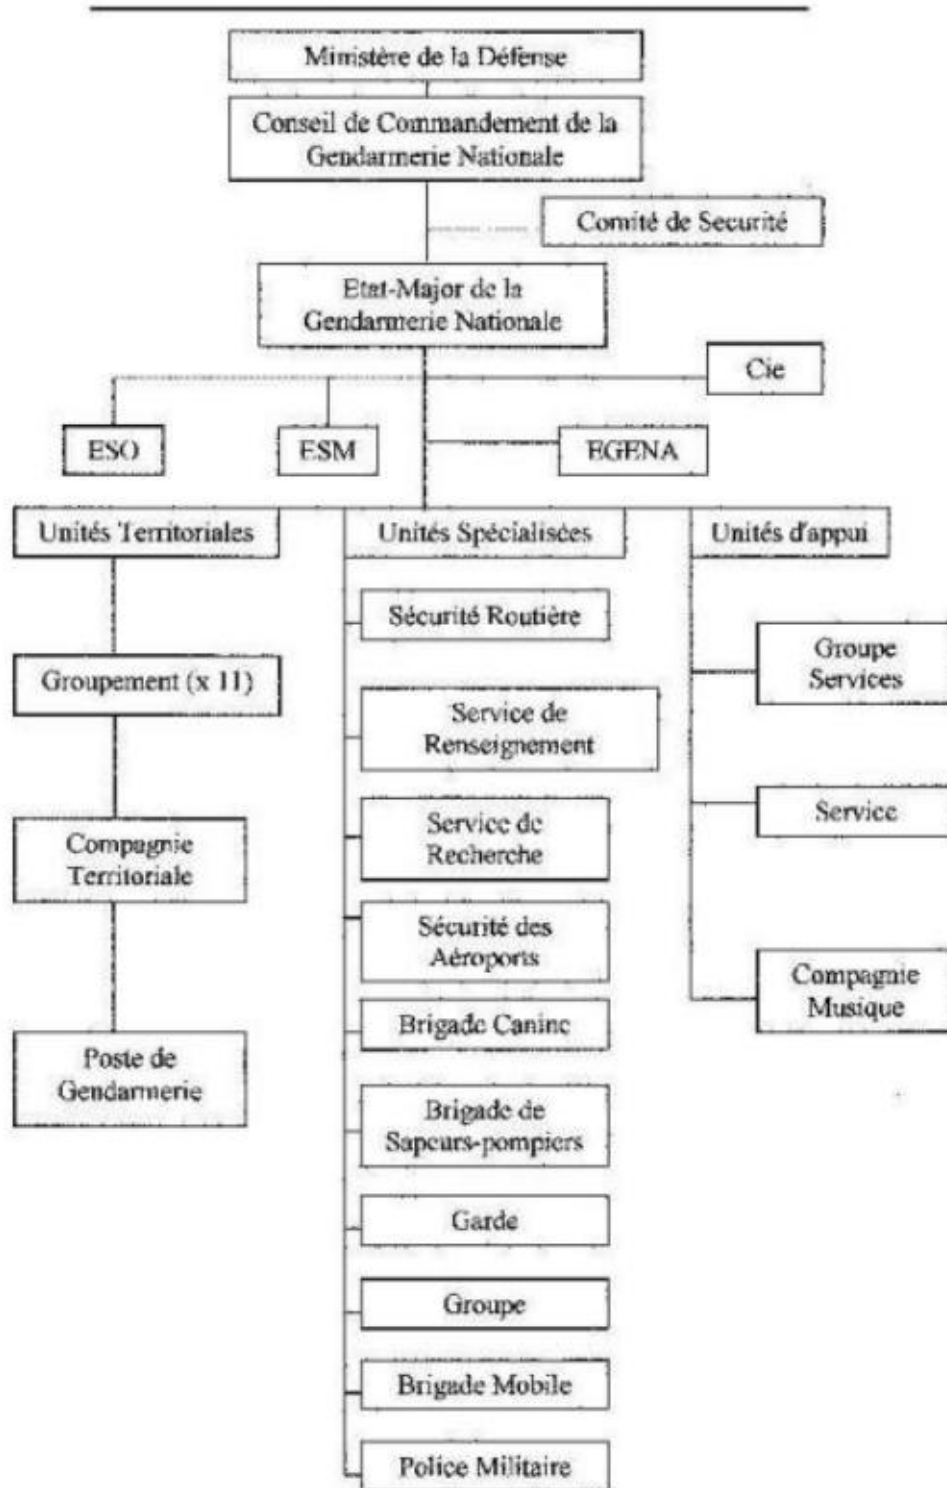 Ministère de la Défense
Conseil de Commandement de la
Gendarmerie Nationale
Comité de Securité
Etat-Major de la
Gendarmerie Nationale
Cie
ESO
ESM
EGENA
Unités Territoriales
Unités Spécialisées
Unités d'appui
Groupement (x 11)
Compagnie
Territoriale
Poste de
Gendarmerie
Sécurité Routière
Service de
Renseignement
Service de
Recherche
Sécurité des
Aéroports
Brigade Canine
Brigade de
Sapeurs-pompiers
Garde
Groupe
Brigade Mobile
Police Militaire
Groupe
Services
Service
Compagnie
Musique